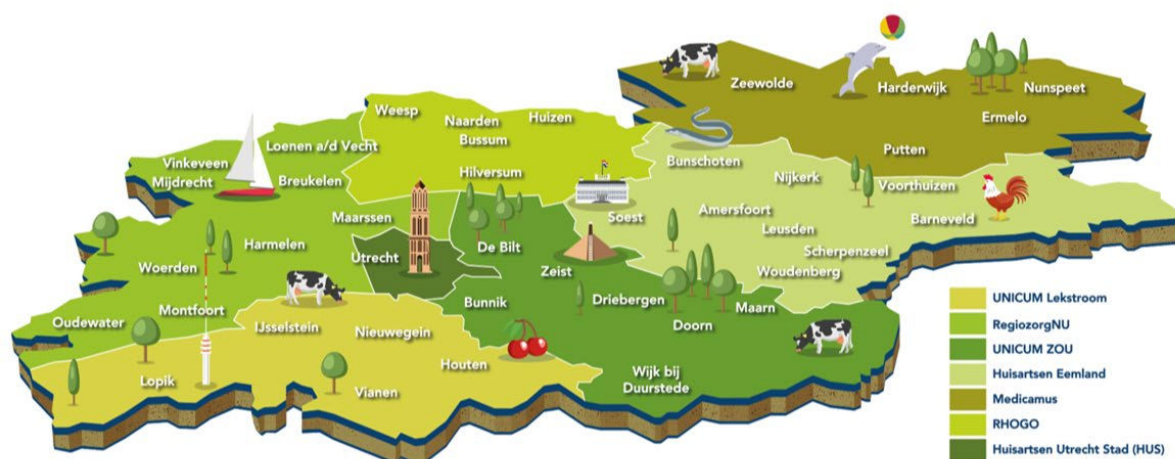 Zeewolde
Harderwijk
Nunspeet
Ermelo
Putten
Weesp
Naarden
Huizen
Bussum
Hilversum
Loenen a/d Vecht
Vinkeveen
Mijdrecht
Breukelen
Maarssen
Harmelen
Woerden
Montfoort
Oudewater
Utrecht
De Bilt
Zeist
Bunnik
Driebergen
Maarn
Doorn
Wijk bij
Duurstede
Bunschoten
Nijkerk
Voorthuizen
Barneveld
Soest
Amersfoort
Leusden
Scherpenzeel
Woudenberg
IJsselstein
Nieuwegein
Houten
Lopik
Vianen
UNICUM Lekstroom
RegiozorgNU
UNICUM ZOU
Huisartsen Eemland
Medicamus
RHOGO
Huisartsen Utrecht Stad (HUS)